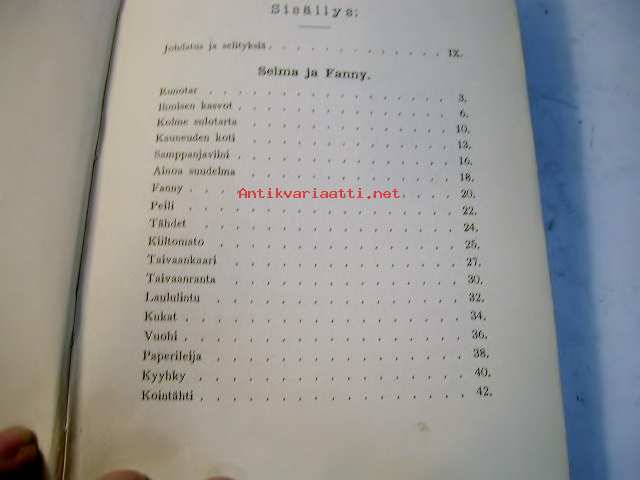 Sisällys:
Johdatus ja selityksiä . . . . . . . . . . . . . IX.
Selma ja Fanny.
Runotar . . . . . . . . . . . . . . . . 3.
Ihmisen kasvot . . . . . . . . . . . . . . 6.
Kolme sulotarta . . . . . . . . . . . . . . 10.
Kauneuden koti . . . . . . . . . . . . . . 13.
Samppanjaviini . . . . . . . . . . . . . . 16.
Ainoa suudelma . . . . . . . . . . . . . . 18.
Fanny . . . Antikvariaatti.net . . . 20.
Peili . . . . . . . . . . . . . . . . . 22.
Tähdet . . . . . . . . . . . . . . . . 24.
Kiiltomato . . . . . . . . . . . . . . . 25.
Taivaankaari . . . . . . . . . . . . . . 27.
Taivaanranta . . . . . . . . . . . . . . 30.
Laululintu . . . . . . . . . . . . . . . 32.
Kukat . . . . . . . . . . . . . . . . . 34.
Vuohi . . . . . . . . . . . . . . . . . 36.
Paperileija . . . . . . . . . . . . . . . 38.
Kyyhky . . . . . . . . . . . . . . . . 40.
Kointähti . . . . . . . . . . . . . . . . 42.